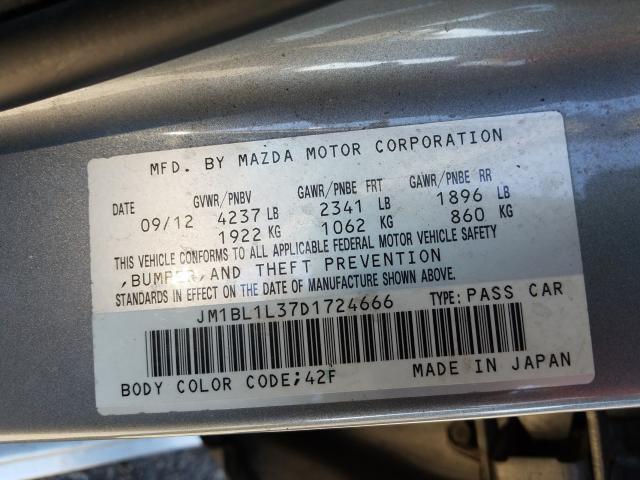 MFD. BY MAZDA MOTOR CORPORATION
DATE GVWR/PNBV GAWR/PNBE FRT GAWR/PNBE RR
09/12 4237 LB 2341 LB 1896 LB
1922 KG 1062 KG 860 KG
THIS VEHICLE CONFORMS TO ALL APPLICABLE FEDERAL MOTOR VEHICLE SAFETY
,BUMPER,AND THEFT PREVENTION
STANDARDS IN EFFECT ON THE DATE OF MANUFACTURE SHOWN ABOVE.
JM1BL1L37D1724666 TYPE: PASS CAR
BODY COLOR CODE;42F MADE IN JAPAN